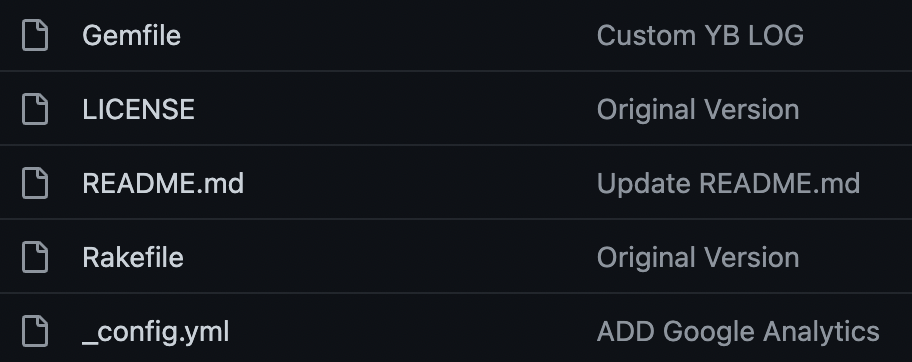 Gemfile Custom YB LOG
LICENSE Original Version
README.md Update README.md
Rakefile Original Version
_config.yml ADD Google Analytics